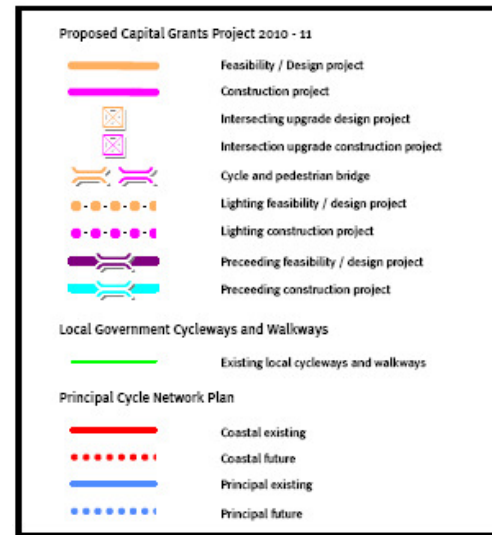 Proposed Capital Grants Project 2010 - 11
Feasibility / Design project
Construction project
Intersecting upgrade design project
Intersection upgrade construction project
Cycle and pedestrian bridge
Lighting feasibility / design project
Lighting construction project
Preceeding feasibility / design project
Preceeding construction project
Local Government Cycleways and Walkways
Existing local cycleways and walkways
Principal Cycle Network Plan
Coastal existing
Coastal future
Principal existing
Principal future